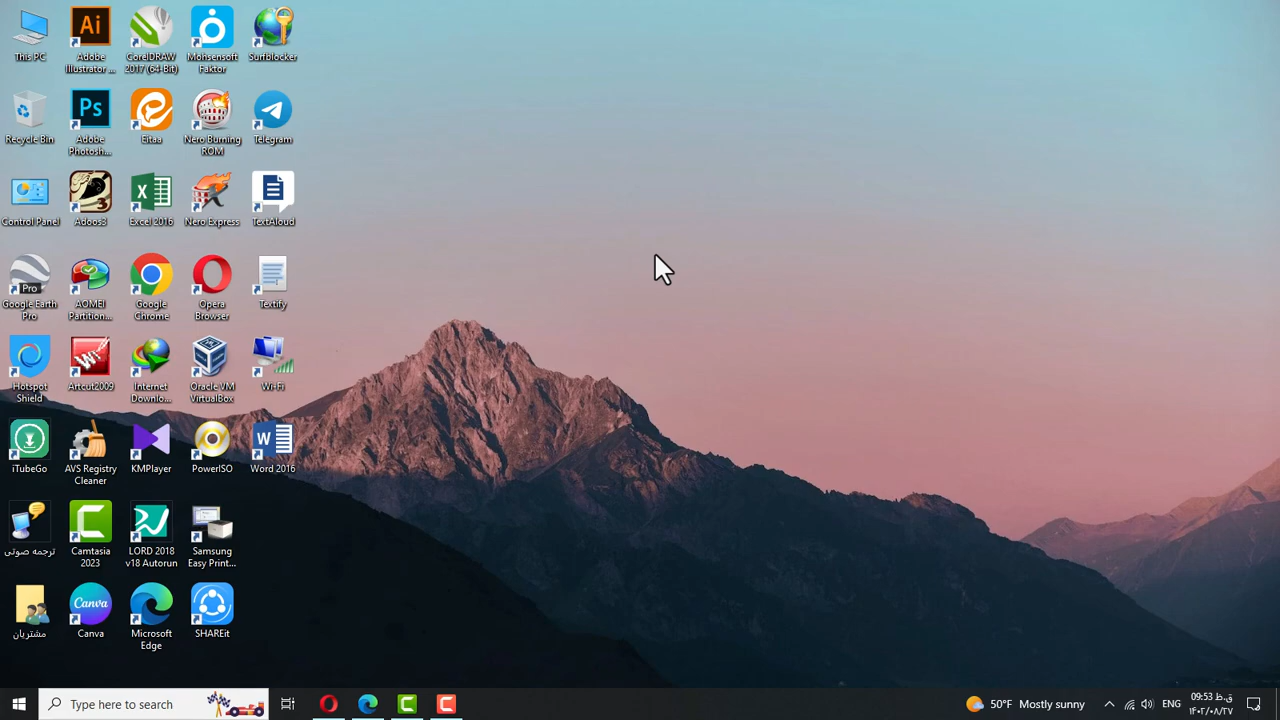 This PC
Adobe
Illustrator ...
CorelDRAW
2017 (64-Bit)
Mohsensoft
Faktor
Surfblocker
Recycle Bin
Adobe
Photosh...
Eitaa
Nero Burning
ROM
Telegram
Control Panel
Adoos3
Excel 2016
Nero Express
TextAloud
Google Earth
Pro
AOMEI
Partition...
Google
Chrome
Opera
Browser
Textify
Hotspot
Shield
Artcut2009
Internet
Downlo...
Oracle VM
VirtualBox
Wi-Fi
iTubeGo
AVS Registry
Cleaner
KMPlayer
PowerISO
Word 2016
ترجمه صوتی
Camtasia
2023
LORD 2018
v18 Autorun
Samsung
Easy Print...
مشتریان
Canva
Microsoft
Edge
SHAREit
Type here to search
50°F Mostly sunny
ENG
09:53 ق.ظ
۱۴۰۲/۰۸/۲۷